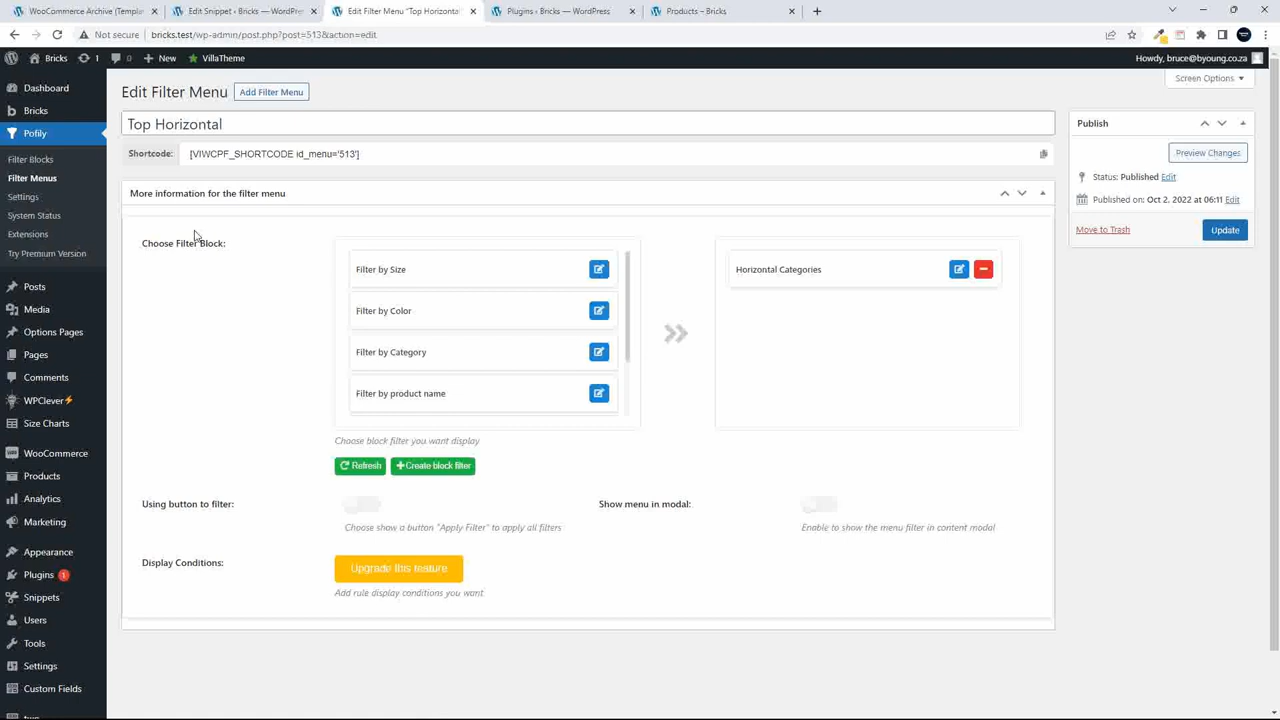 WooCommerce Archive (Templat
Edit Snippet ‹ Bricks — WordPre
Edit Filter Menu "Top Horizontal
Plugins ‹ Bricks — WordPress
Products – Bricks
Not secure
bricks.test/wp-admin/post.php?post=513&action=edit
Bricks
1
0
New
VillaTheme
Howdy, bruce@byoung.co.za
Dashboard
Bricks
Pofily
Filter Blocks
Filter Menus
Settings
System Status
Extensions
Try Premium Version
Posts
Media
Options Pages
Pages
Comments
WPClever
Size Charts
WooCommerce
Products
Analytics
Marketing
Appearance
Plugins 1
Snippets
Users
Tools
Settings
Custom Fields
Screen Options
Edit Filter Menu
Add Filter Menu
Top Horizontal
Shortcode:
[VIWCPF_SHORTCODE id_menu='513']
More information for the filter menu
Choose Filter Block:
Filter by Size
Filter by Color
Filter by Category
Filter by product name
Horizontal Categories
Choose block filter you want display
Refresh
Create block filter
Using button to filter:
Choose show a button "Apply Filter" to apply all filters
Show menu in modal:
Enable to show the menu filter in content modal
Display Conditions:
Upgrade this feature
Add rule display conditions you want
Publish
Preview Changes
Status: Published Edit
Published on: Oct 2, 2022 at 06:11 Edit
Move to Trash
Update